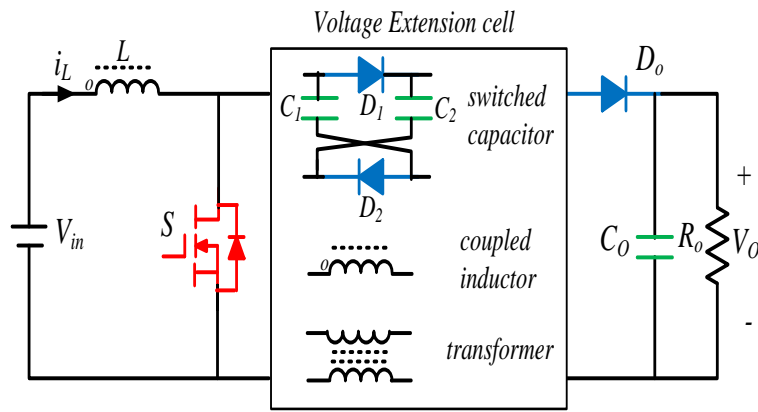 Voltage Extension cell
i_L
L
D_o
C_1
D_1
C_2
switched
capacitor
D_2
S
V_in
+
coupled
inductor
C_O
R_o
V_O
-
transformer